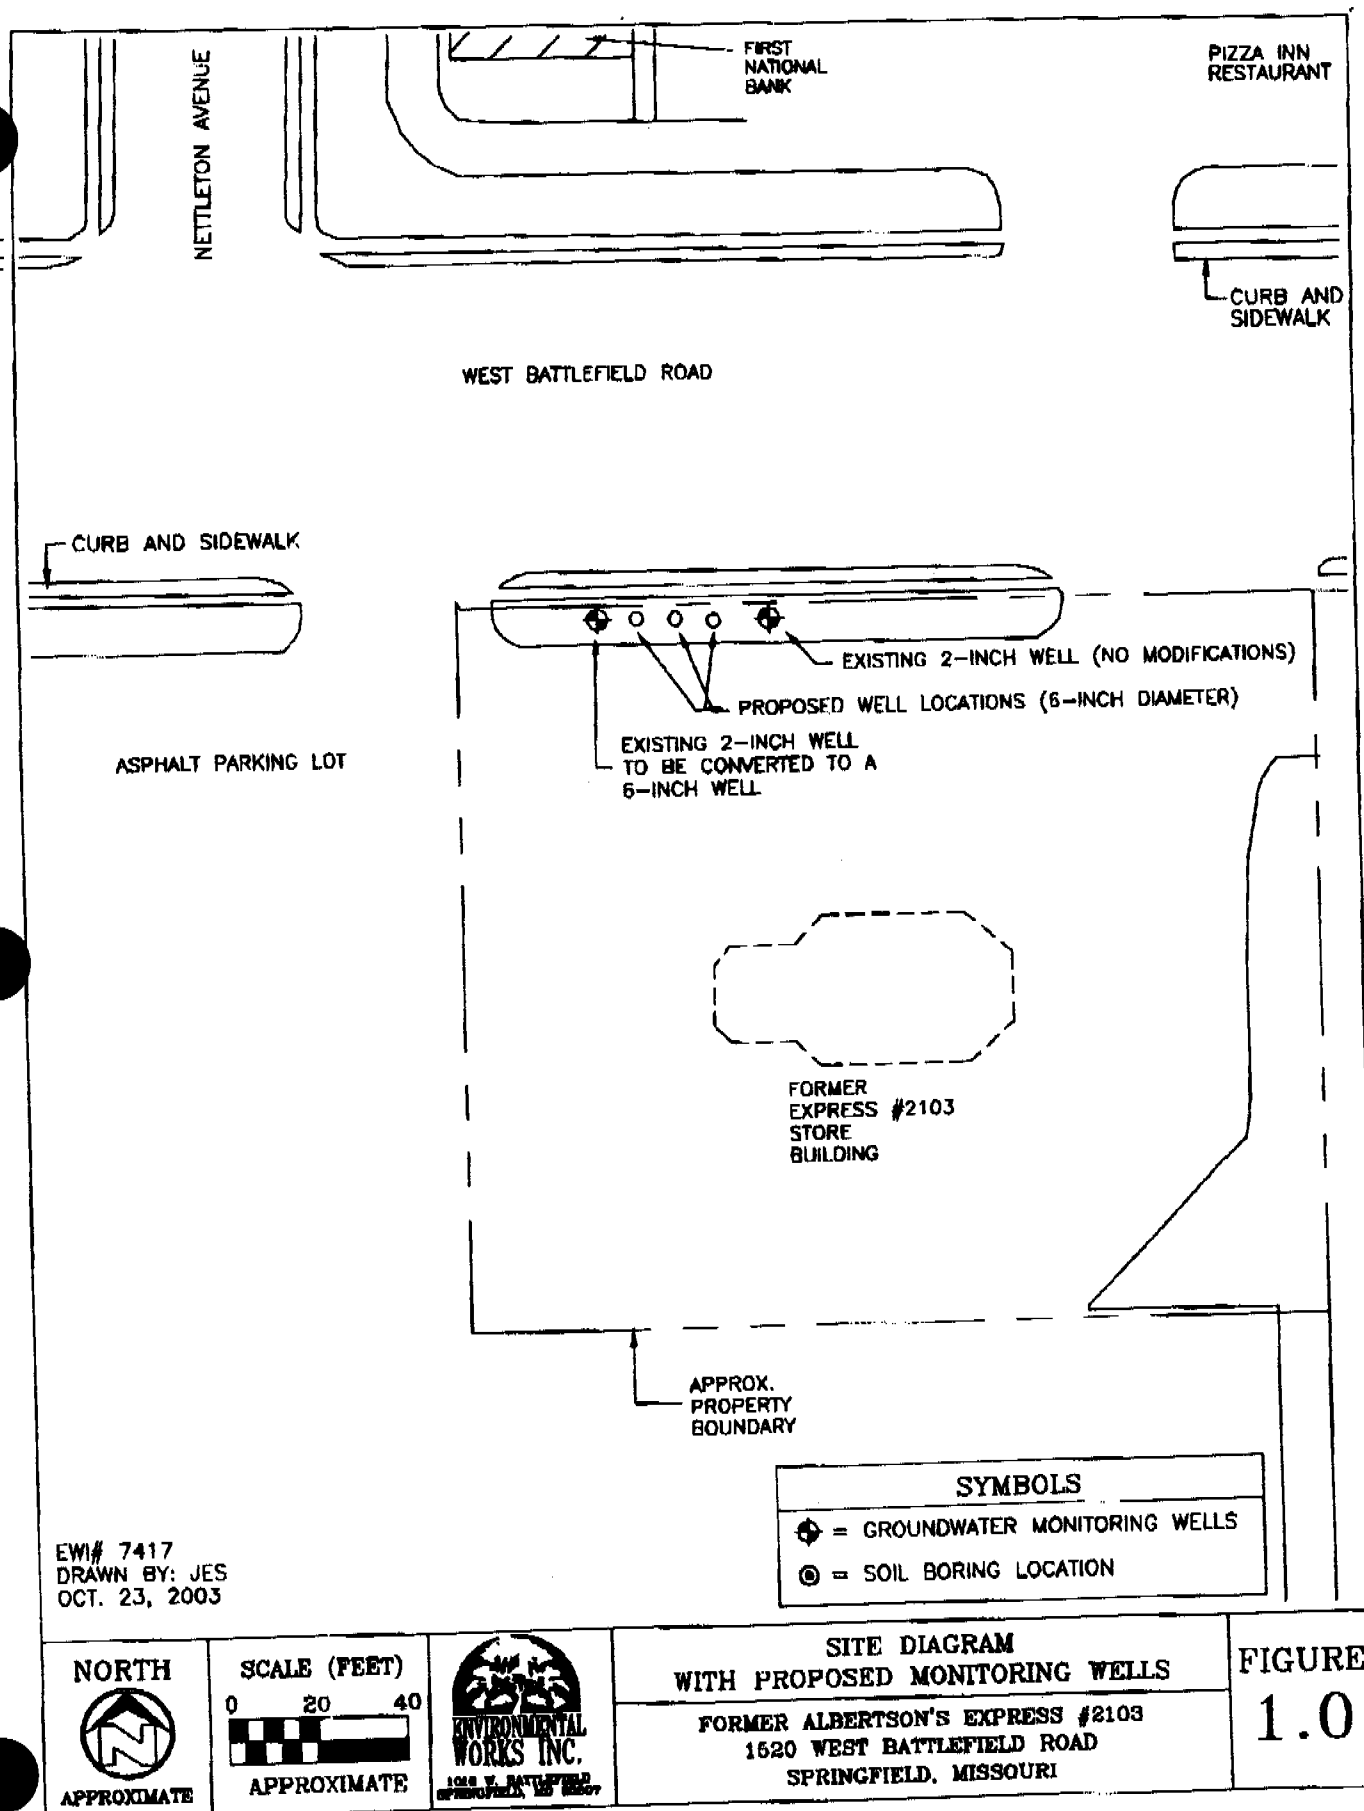 FIRST
NATIONAL
BANK
PIZZA INN
RESTAURANT
NETTLETON AVENUE
CURB AND
SIDEWALK
WEST BATTLEFIELD ROAD
CURB AND SIDEWALK
EXISTING 2-INCH WELL (NO MODIFICATIONS)
PROPOSED WELL LOCATIONS (6-INCH DIAMETER)
EXISTING 2-INCH WELL
TO BE CONVERTED TO A
6-INCH WELL
ASPHALT PARKING LOT
FORMER
EXPRESS #2103
STORE
BUILDING
APPROX.
PROPERTY
BOUNDARY
SYMBOLS
= GROUNDWATER MONITORING WELLS
= SOIL BORING LOCATION
EWI# 7417
DRAWN BY: JES
OCT. 23, 2003
NORTH
N
APPROXIMATE
SCALE (FEET)
0 20 40
APPROXIMATE
ENVIRONMENTAL
WORKS INC.
W. BATTLEFIELD
SPRINGFIELD, MO
SITE DIAGRAM
WITH PROPOSED MONITORING WELLS
FORMER ALBERTSON'S EXPRESS #2103
1520 WEST BATTLEFIELD ROAD
SPRINGFIELD, MISSOURI
FIGURE
1.0